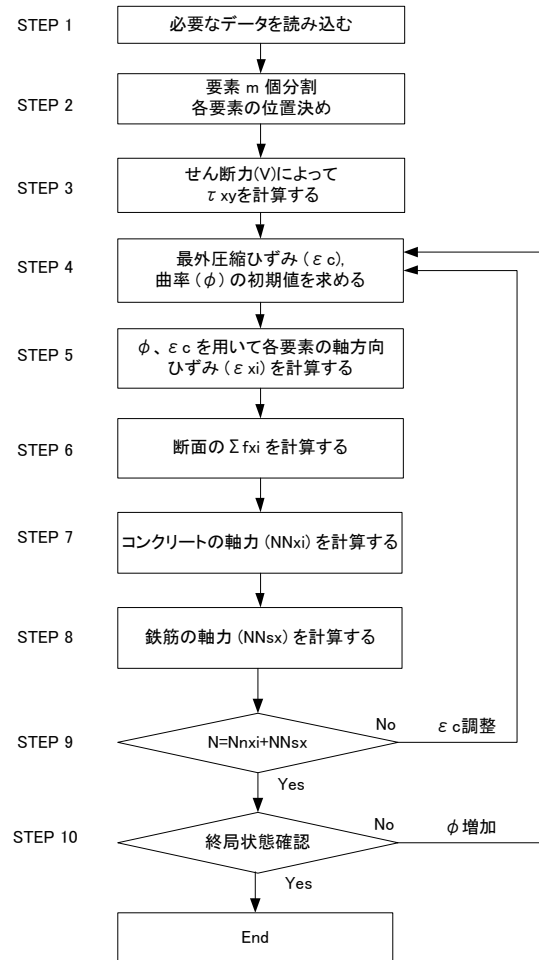 STEP 1
必要なデータを読み込む
STEP 2
要素 m 個分割
各要素の位置決め
STEP 3
せん断力(V)によって
τ xyを計算する
STEP 4
最外圧縮ひずみ (ε c),
曲率 (φ) の初期値を求める
STEP 5
φ、ε c を用いて各要素の軸方向
ひずみ (ε xi) を計算する
STEP 6
断面の Σ fxi を計算する
STEP 7
コンクリートの軸力 (NNxi) を計算する
STEP 8
鉄筋の軸力 (NNsx) を計算する
STEP 9
N=Nnxi+NNsx
No
ε c調整
Yes
STEP 10
終局状態確認
No
φ増加
Yes
End